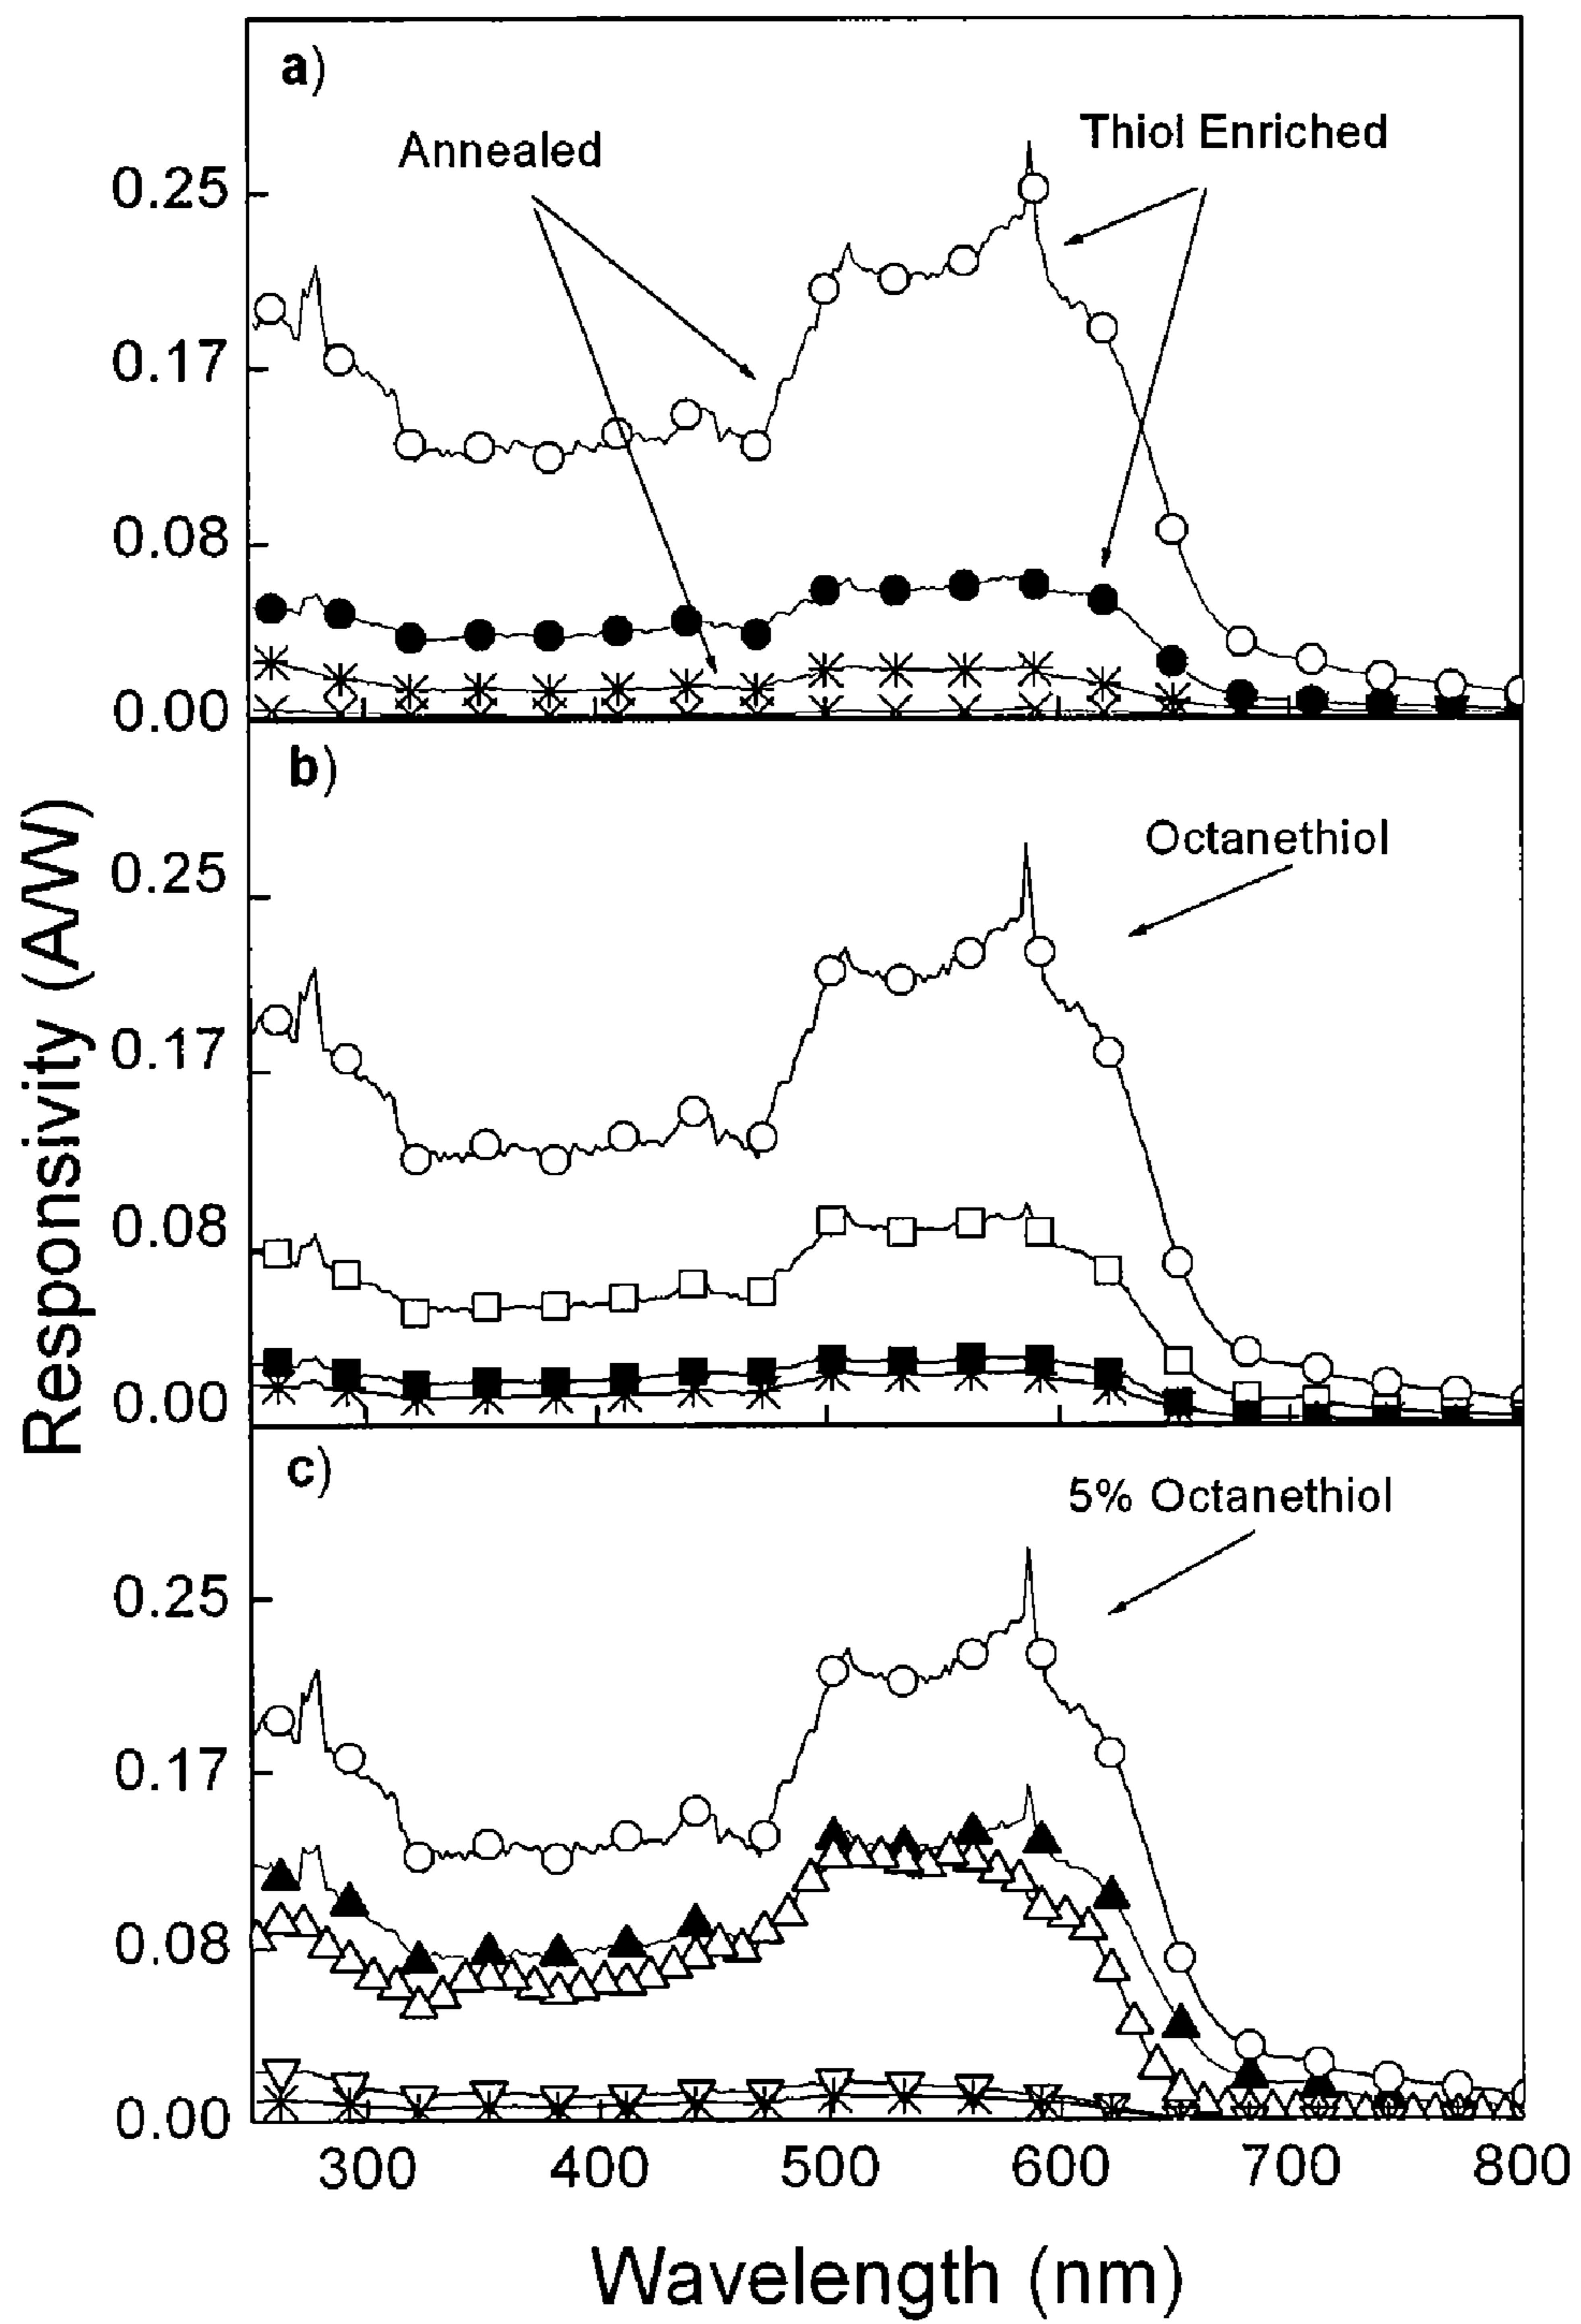 a)
Annealed
Thiol Enriched
0.25
0.17
0.08
0.00
b)
Octanethiol
0.25
0.17
0.08
0.00
Responsivity (A/W)
c)
5% Octanethiol
0.25
0.17
0.08
0.00
300 400 500 600 700 800
Wavelength (nm)